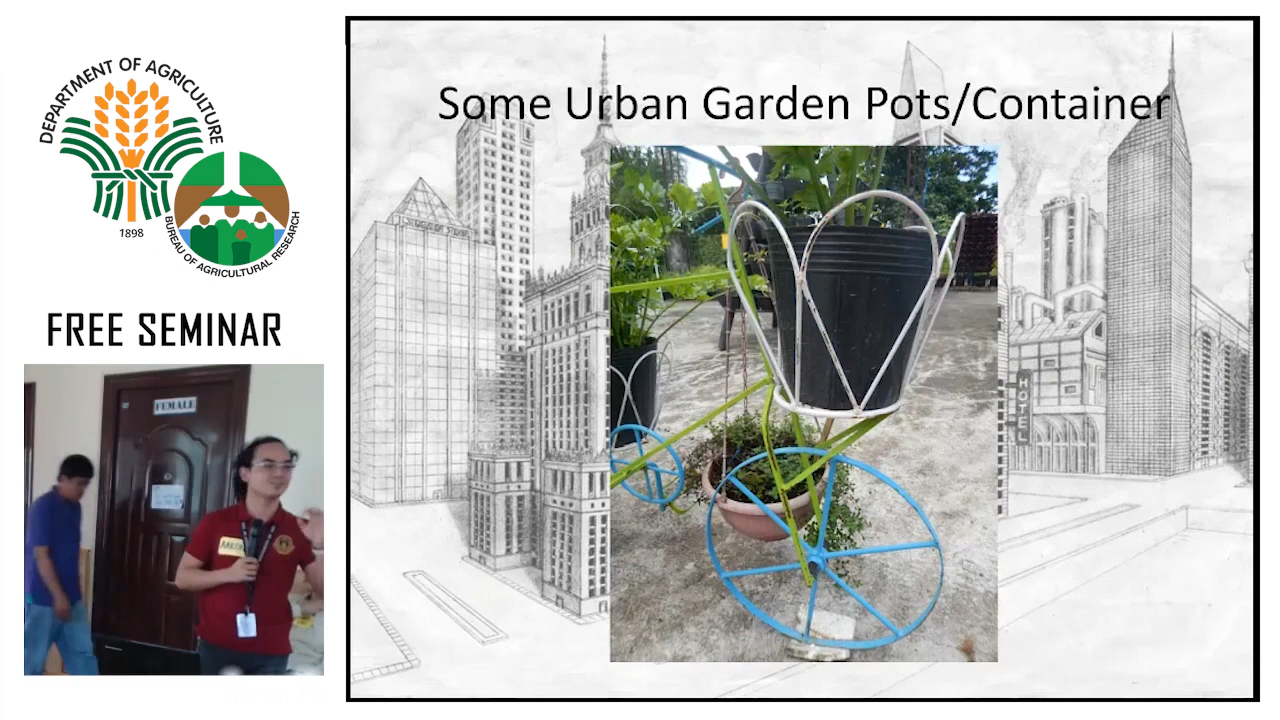 DEPARTMENT OF AGRICULTURE
1898
BUREAU OF AGRICULTURAL RESEARCH
FREE SEMINAR
FEMALE
Some Urban Garden Pots/Container
HOTEL